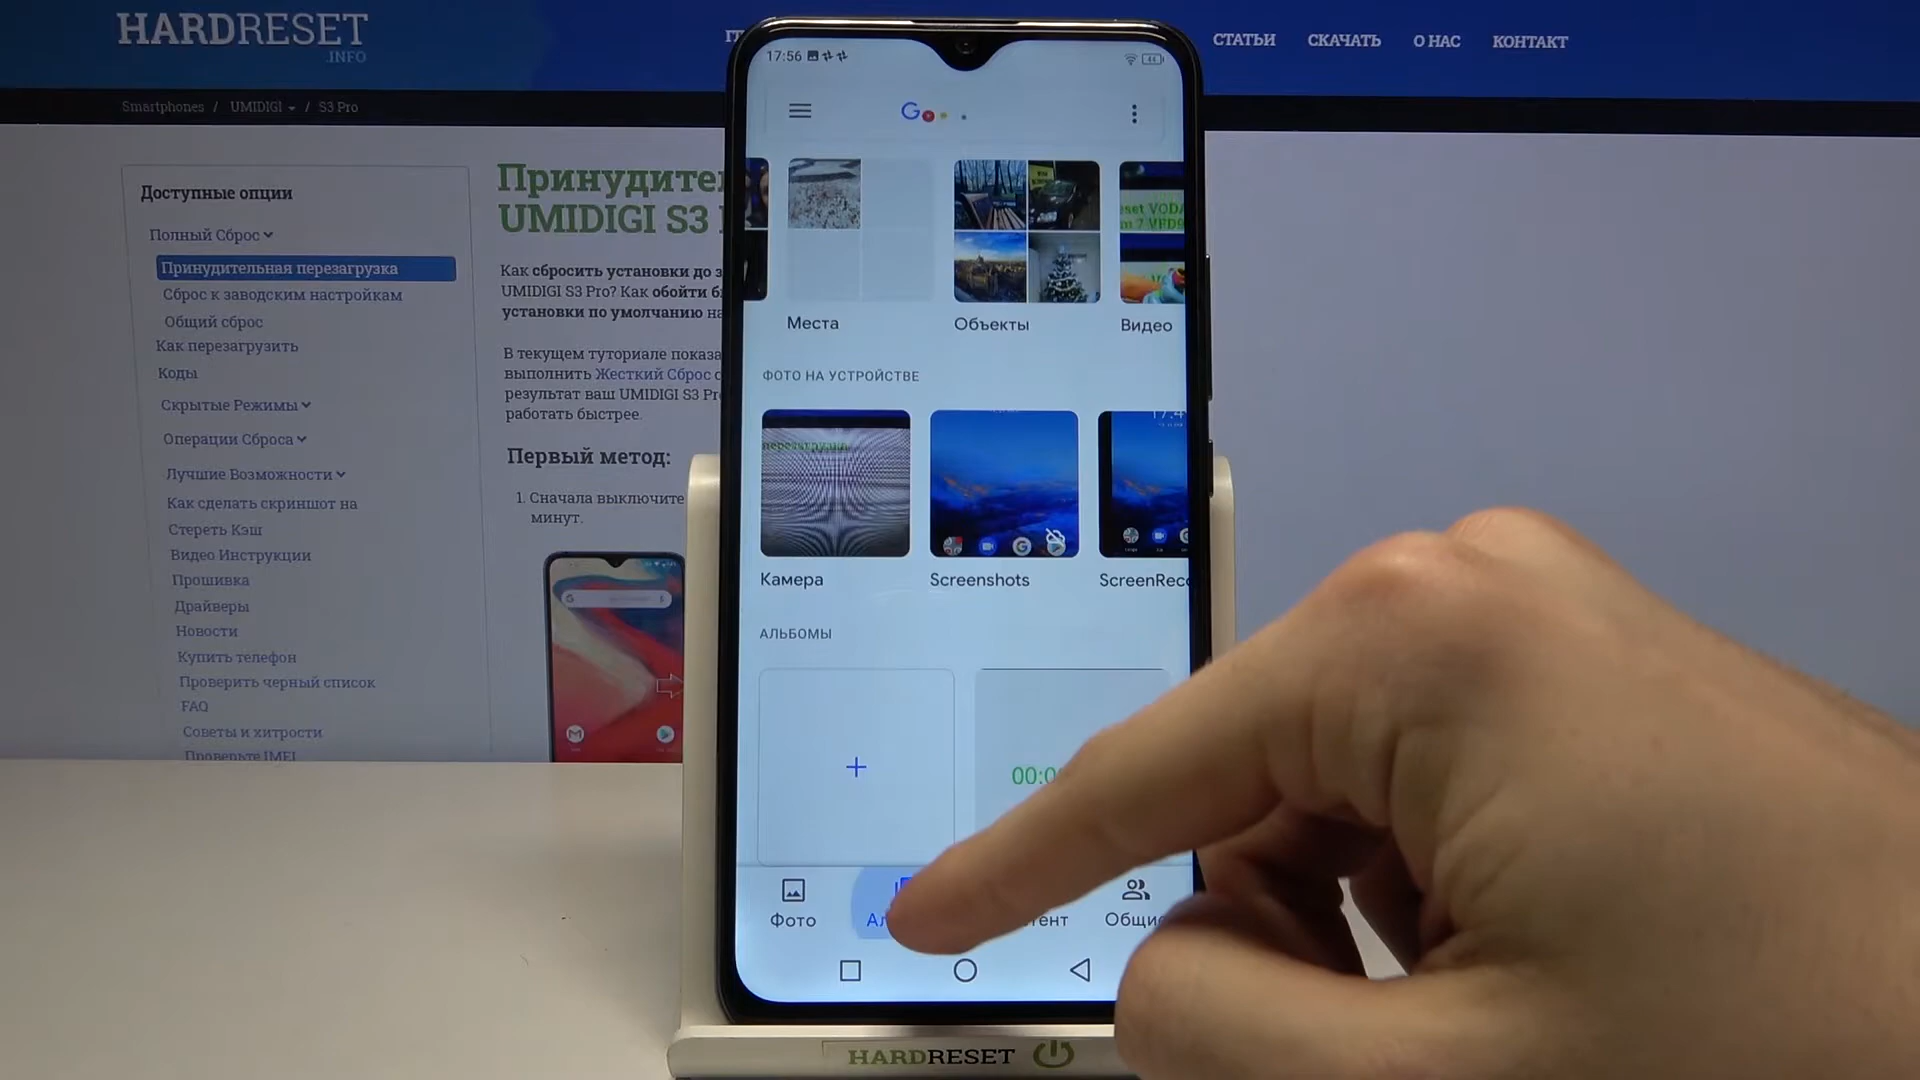 HARDRESET
.INFO
СТАТЬИ
СКАЧАТЬ
О НАС
КОНТАКТ
Smartphones / UMIDIGI / S3 Pro
Доступные опции
Полный Сброс
Принудительная перезагрузка
Сброс к заводским настройкам
Общий сброс
Как перезагрузить
Коды
Скрытые Режимы
Операции Сброса
Лучшие Возможности
Как сделать скриншот на
Стереть Кэш
Видео Инструкции
Прошивка
Драйверы
Новости
Купить телефон
Проверить черный список
FAQ
Советы и хитрости
Проверьте IMEI
UMIDIGI S3
Как сбросить установки до
UMIDIGI S3 Pro? Как обойти
установки по умолчанию
В текущем туториале
выполнить Жесткий Сброс
результат ваш UMIDIGI S3
работать быстрее.
Первый метод:
1. Сначала выключите
минут.
17:56
44
Места
Объекты
Видео
ФОТО НА УСТРОЙСТВЕ
перезагрузка
Камера
Screenshots
АЛЬБОМЫ
+
Фото
HARDRESET